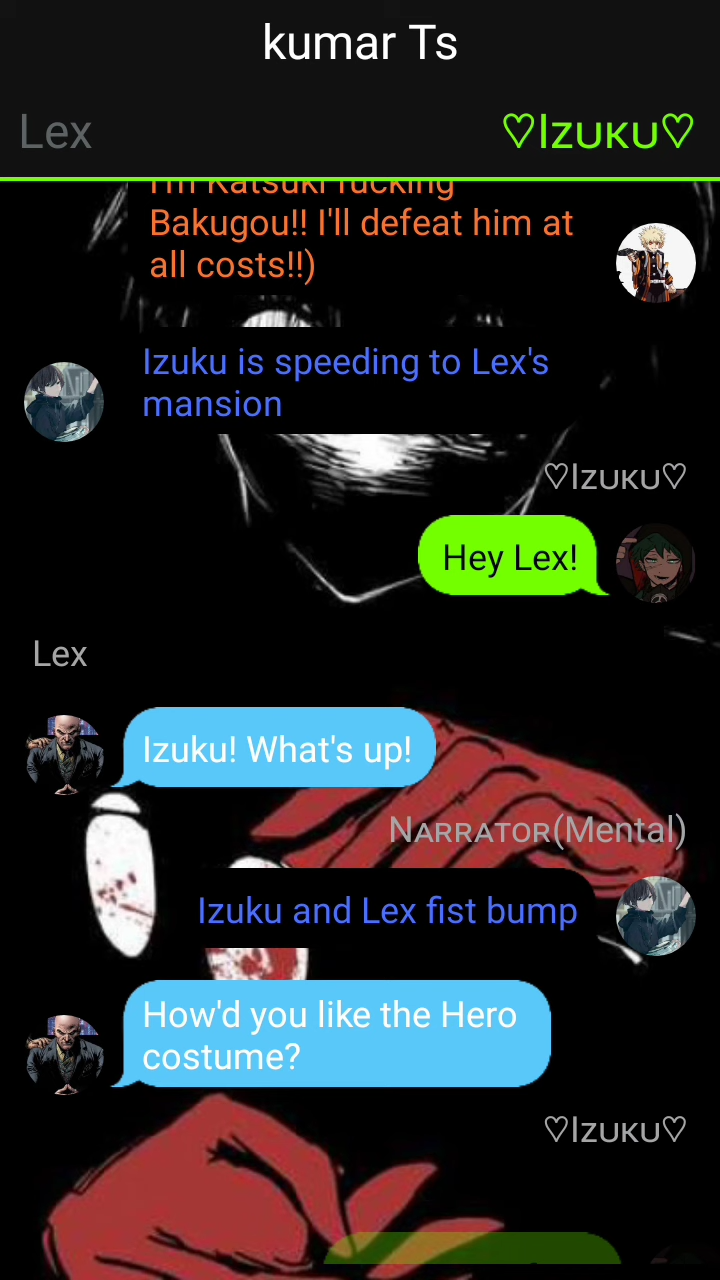 kumar Ts
Lex
♡Izuku♡
I'm Katsuki fucking
Bakugou!! I'll defeat him at
all costs!!)
Izuku is speeding to Lex's
mansion
♡Izuku♡
Hey Lex!
Lex
Izuku! What's up!
Narrator(Mental)
Izuku and Lex fist bump
How'd you like the Hero
costume?
♡Izuku♡